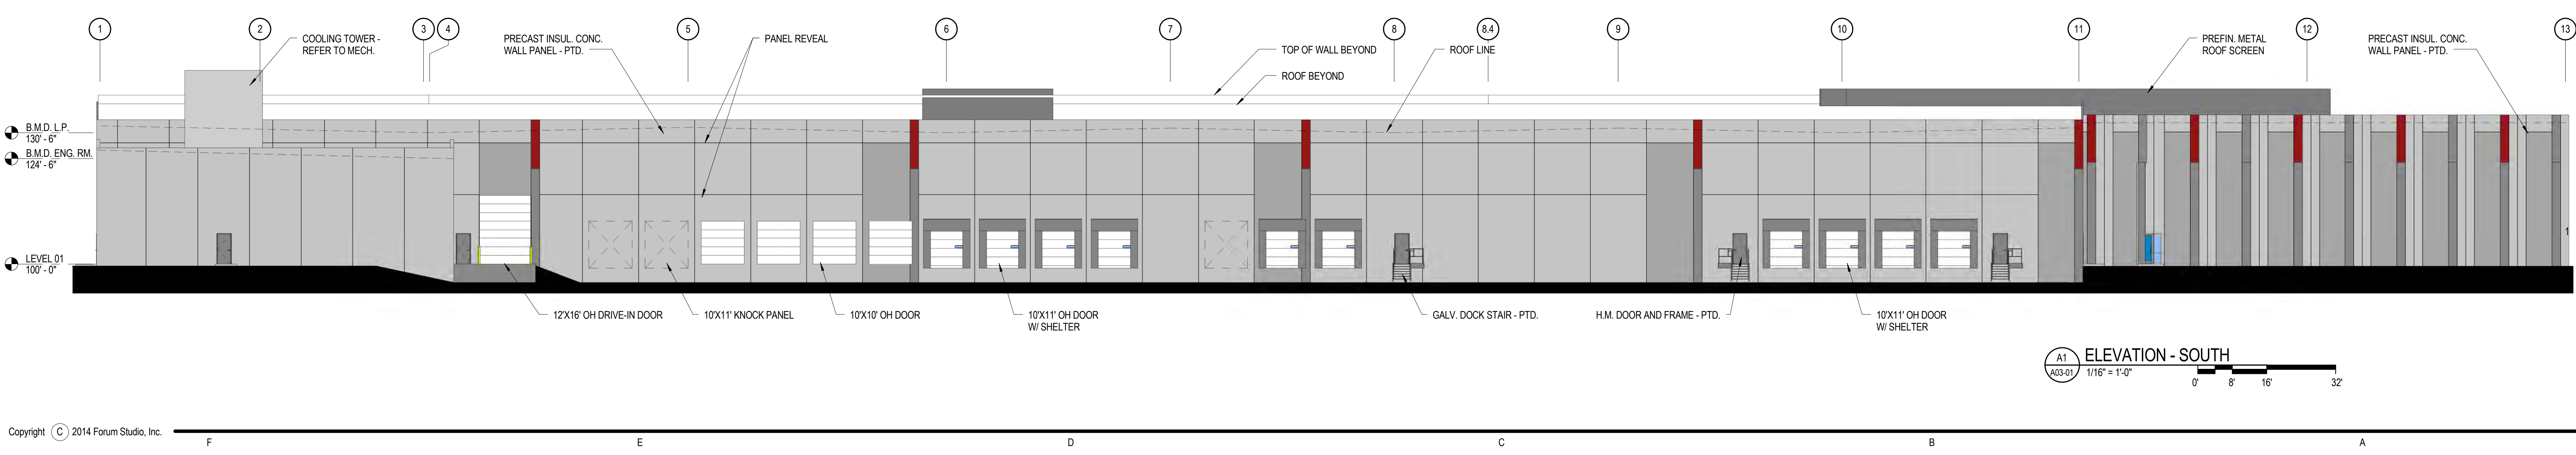 1
2
3
4
5
6
7
8
8.4
9
10
11
12
13
COOLING TOWER -
REFER TO MECH.
PRECAST INSUL. CONC.
WALL PANEL - PTD.
PANEL REVEAL
TOP OF WALL BEYOND
ROOF BEYOND
ROOF LINE
PREFIN. METAL
ROOF SCREEN
PRECAST INSUL. CONC.
WALL PANEL - PTD.
B.M.D. L.P.
130' - 6"
B.M.D. ENG. RM.
124' - 6"
LEVEL 01
100' - 0"
1
12'X16' OH DRIVE-IN DOOR
10'X11' KNOCK PANEL
10'X10' OH DOOR
10'X11' OH DOOR
W/ SHELTER
GALV. DOCK STAIR - PTD.
H.M. DOOR AND FRAME - PTD.
10'X11' OH DOOR
W/ SHELTER
A1
A03-01
ELEVATION - SOUTH
1/16" = 1'-0"
0'
8'
16'
32'
Copyright C 2014 Forum Studio, Inc.
F
E
D
C
B
A